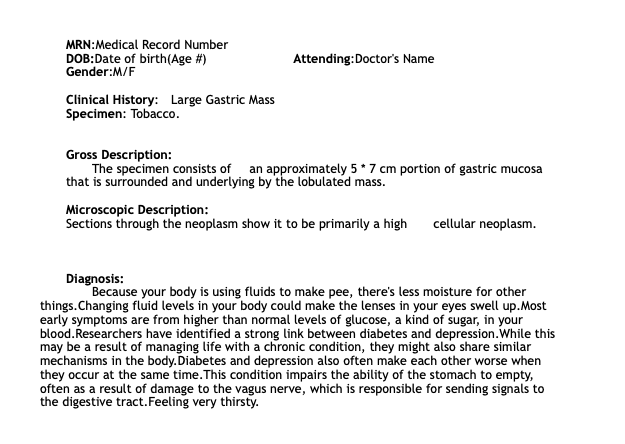 MRN:Medical Record Number
DOB:Date of birth(Age #) Attending:Doctor's Name
Gender:M/F
Clinical History: Large Gastric Mass
Specimen: Tobacco.
Gross Description:
The specimen consists of an approximately 5 * 7 cm portion of gastric mucosa
that is surrounded and underlying by the lobulated mass.
Microscopic Description:
Sections through the neoplasm show it to be primarily a high cellular neoplasm.
Diagnosis:
Because your body is using fluids to make pee, there's less moisture for other
things.Changing fluid levels in your body could make the lenses in your eyes swell up.Most
early symptoms are from higher than normal levels of glucose, a kind of sugar, in your
blood.Researchers have identified a strong link between diabetes and depression.While this
may be a result of managing life with a chronic condition, they might also share similar
mechanisms in the body.Diabetes and depression also often make each other worse when
they occur at the same time.This condition impairs the ability of the stomach to empty,
often as a result of damage to the vagus nerve, which is responsible for sending signals to
the digestive tract.Feeling very thirsty.